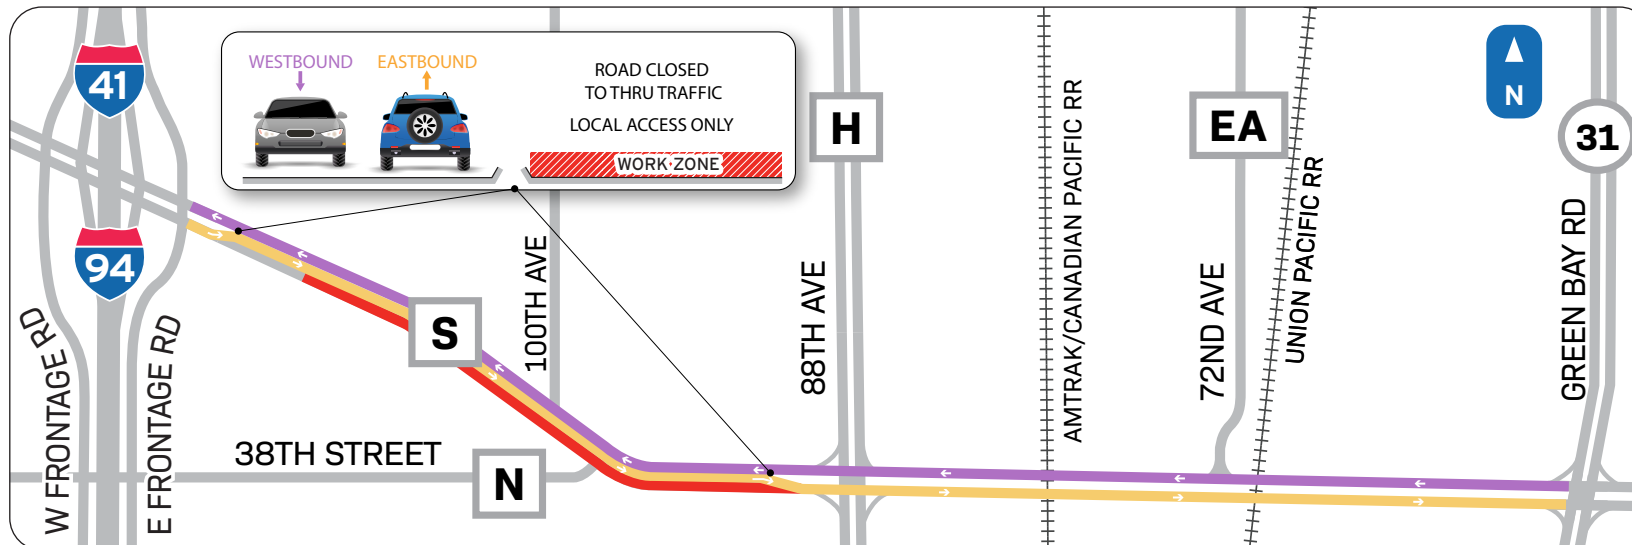 41
94
WESTBOUND
EASTBOUND
ROAD CLOSED
TO THRU TRAFFIC
LOCAL ACCESS ONLY
WORK ZONE
H
EA
N
31
W FRONTAGE RD
E FRONTAGE RD
S
100TH AVE
88TH AVE
AMTRAK/CANADIAN PACIFIC RR
72ND AVE
UNION PACIFIC RR
GREEN BAY RD
38TH STREET
N